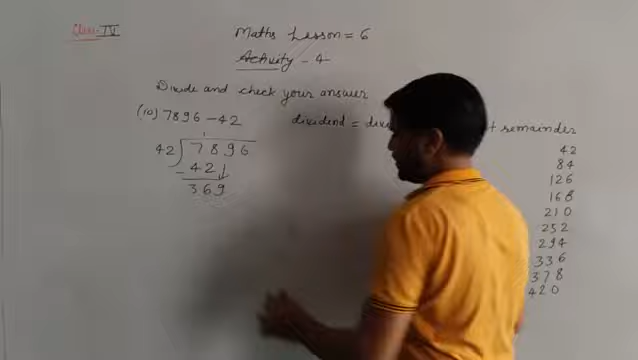 Class-IV
Maths Lesson = 6
Activity - 4
Divide and check your answer
(10) 7896 - 42
dividend = remainder
1
42 ) 7896
- 42 ↓
369
42
84
126
168
210
252
294
336
378
420